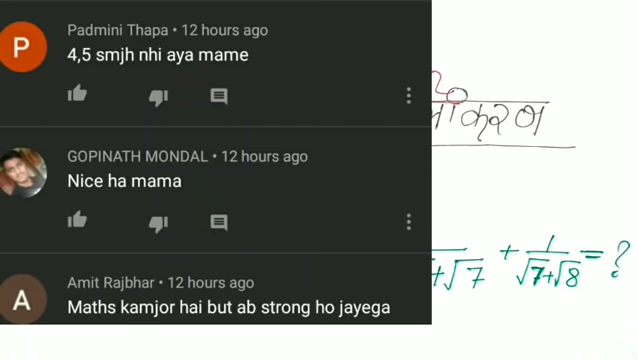 Padmini Thapa • 12 hours ago
4,5 smjh nhi aya mame
GOPINATH MONDAL • 12 hours ago
Nice ha mama
Amit Rajbhar • 12 hours ago
Maths kamjor hai but ab strong ho jayega
P
A
+√7 + 1/(√7+√8) = ?